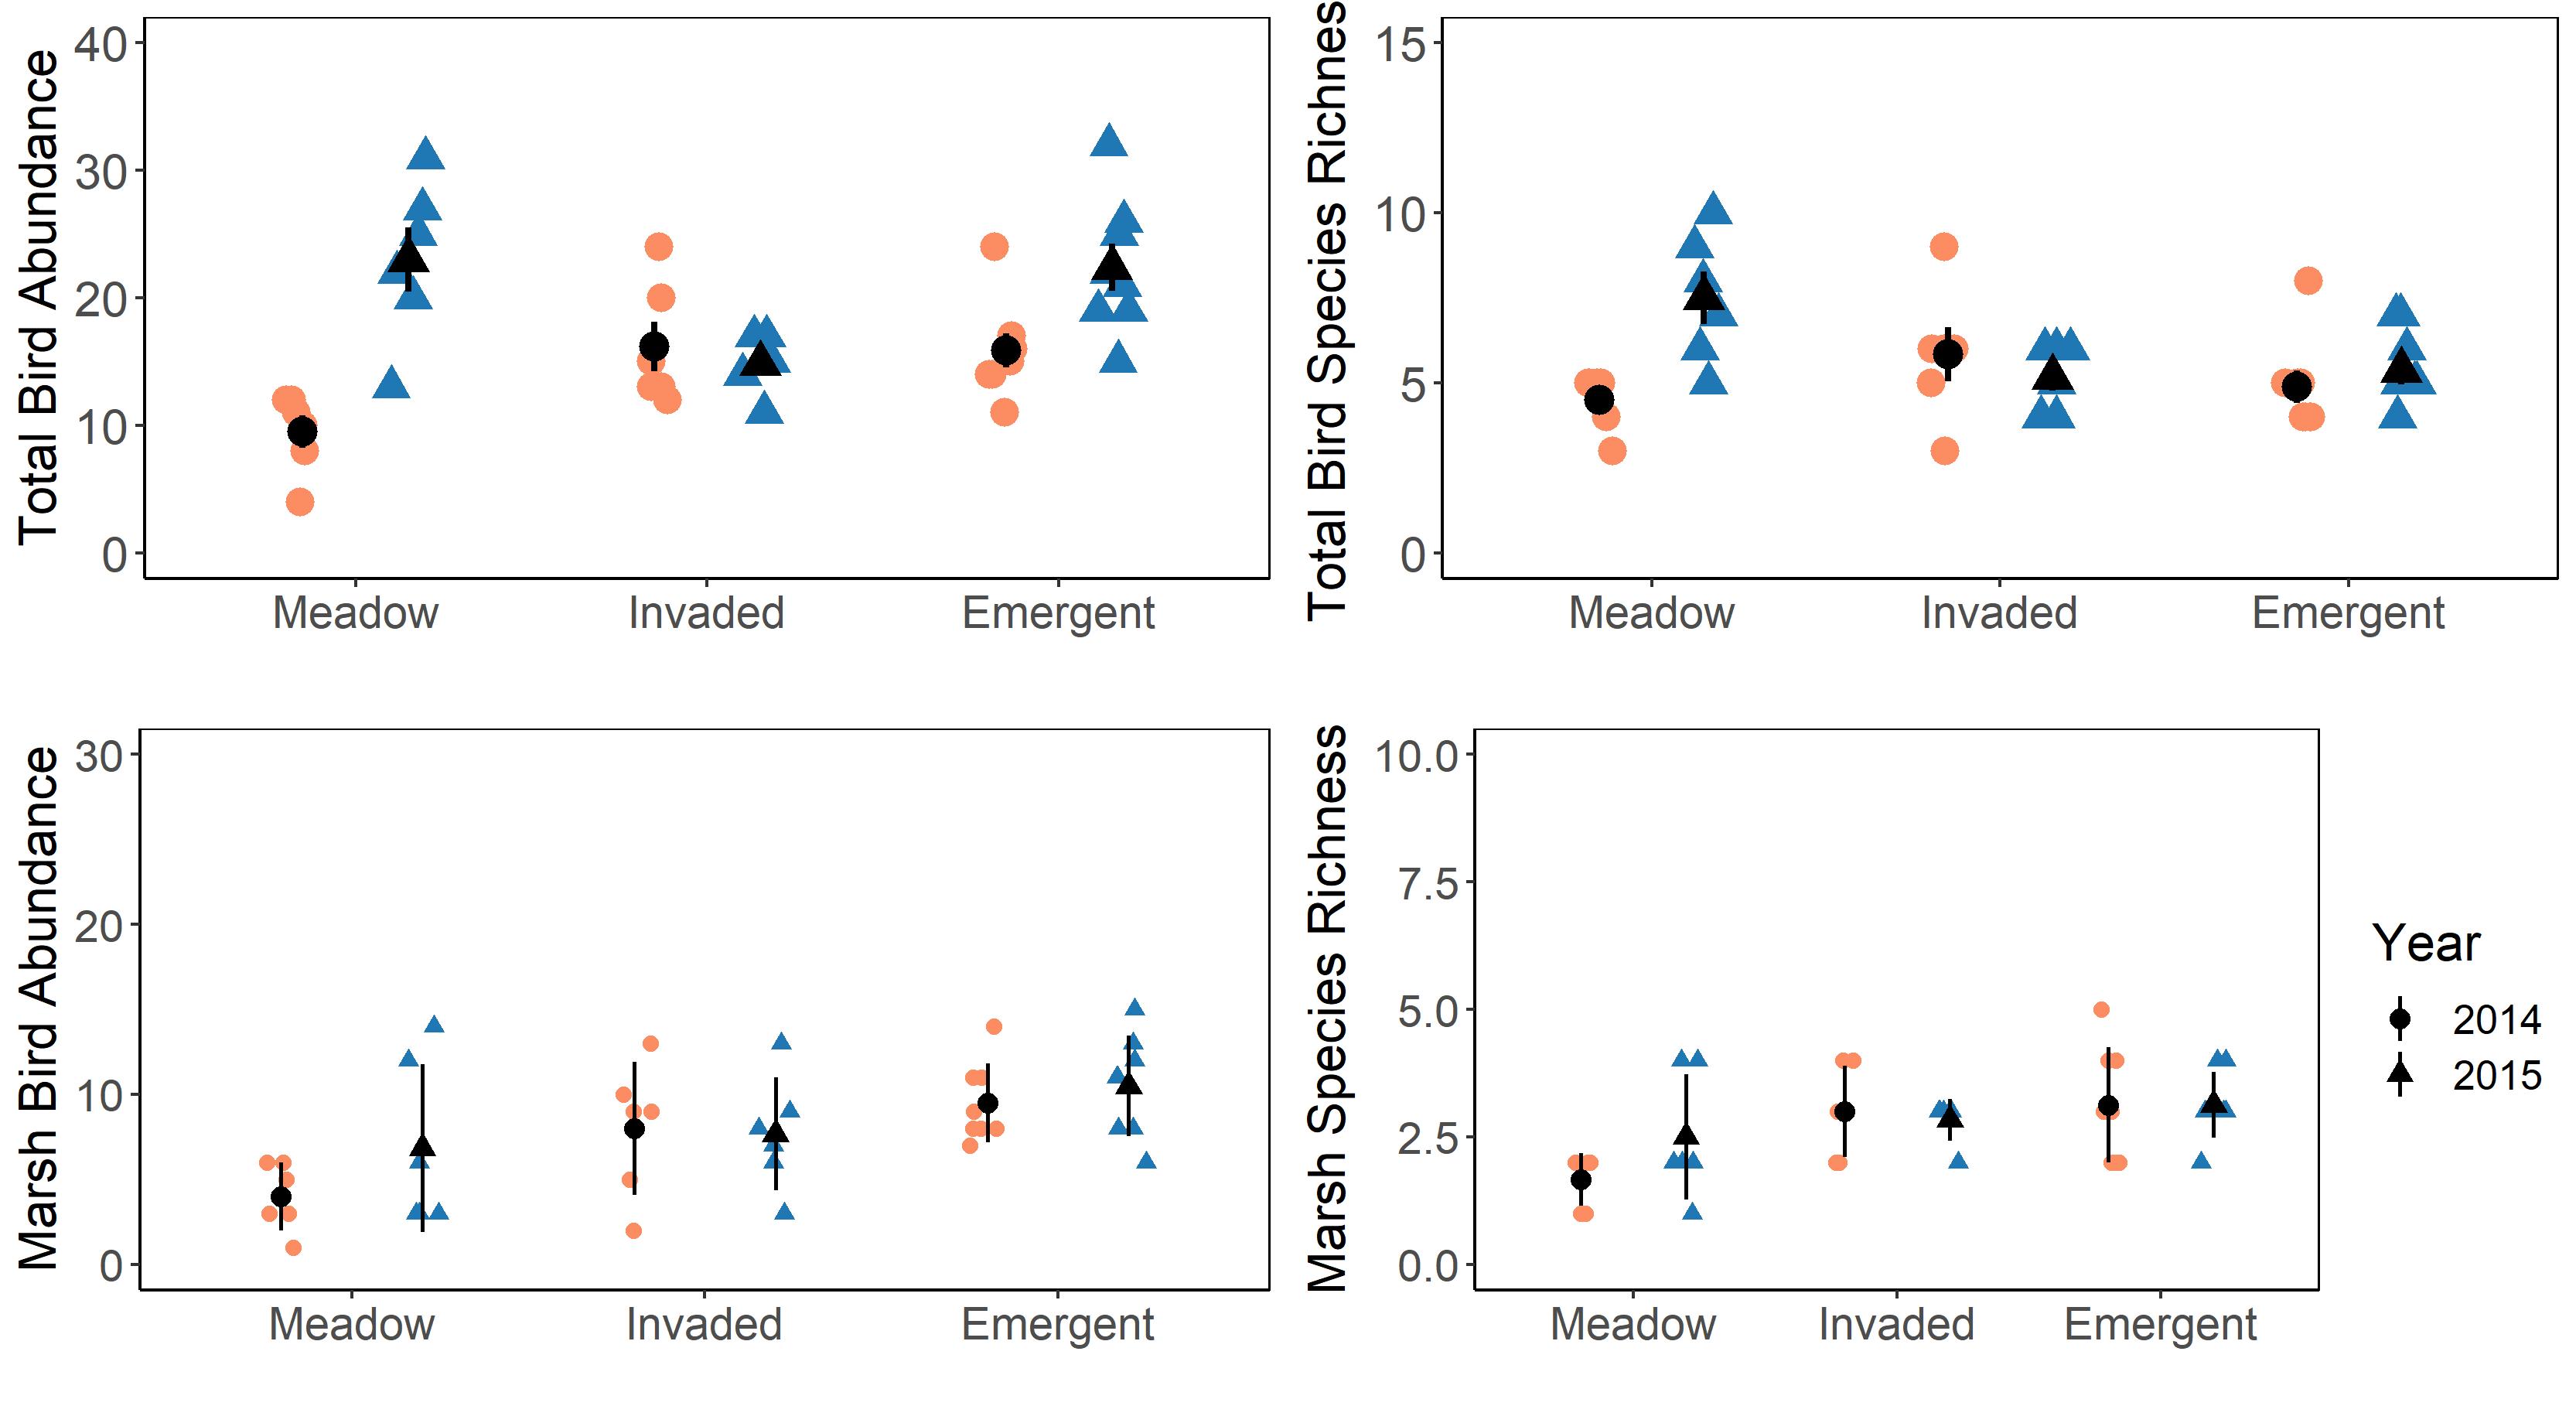 Total Bird Abundance
40
30
20
10
0
Meadow Invaded Emergent
Total Bird Species Richnes
15
10
5
0
Meadow Invaded Emergent
Marsh Bird Abundance
30
20
10
0
Meadow Invaded Emergent
Marsh Species Richness
10.0
7.5
5.0
2.5
0.0
Meadow Invaded Emergent
Year
2014
2015